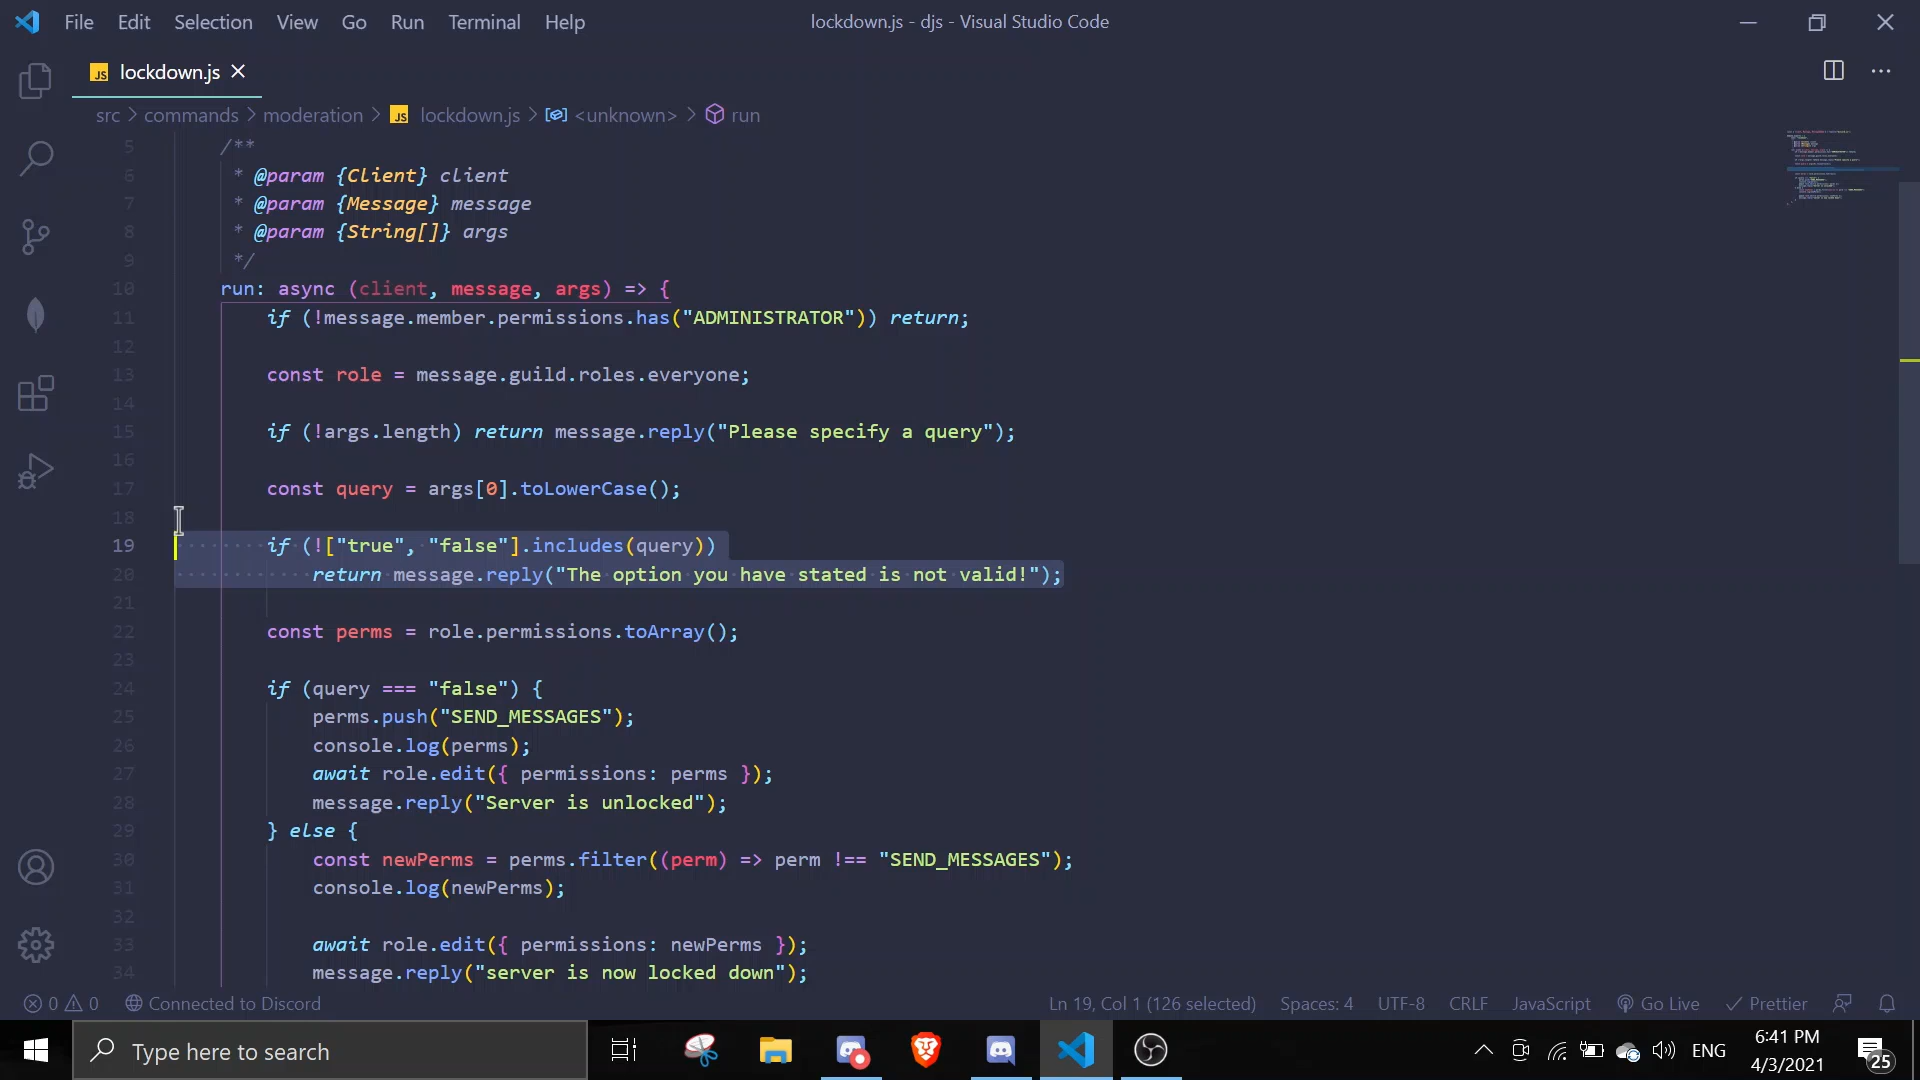 File Edit Selection View Go Run Terminal Help
lockdown.js - djs - Visual Studio Code
JS lockdown.js
src > commands > moderation > JS lockdown.js > <unknown> > run
5 /**
6 * @param {Client} client
7 * @param {Message} message
8 * @param {String[]} args
9 */
10 run: async (client, message, args) => {
11 if (!message.member.permissions.has("ADMINISTRATOR")) return;
12
13 const role = message.guild.roles.everyone;
14
15 if (!args.length) return message.reply("Please specify a query");
16
17 const query = args[0].toLowerCase();
18
19 if (!["true", "false"].includes(query))
20 return message.reply("The option you have stated is not valid!");
21
22 const perms = role.permissions.toArray();
23
24 if (query === "false") {
25 perms.push("SEND_MESSAGES");
26 console.log(perms);
27 await role.edit({ permissions: perms });
28 message.reply("Server is unlocked");
29 } else {
30 const newPerms = perms.filter((perm) => perm !== "SEND_MESSAGES");
31 console.log(newPerms);
32
33 await role.edit({ permissions: newPerms });
34 message.reply("server is now locked down");
0 0 Connected to Discord Ln 19, Col 1 (126 selected) Spaces: 4 UTF-8 CRLF JavaScript Go Live Prettier
Type here to search
ENG
6:41 PM
4/3/2021
25